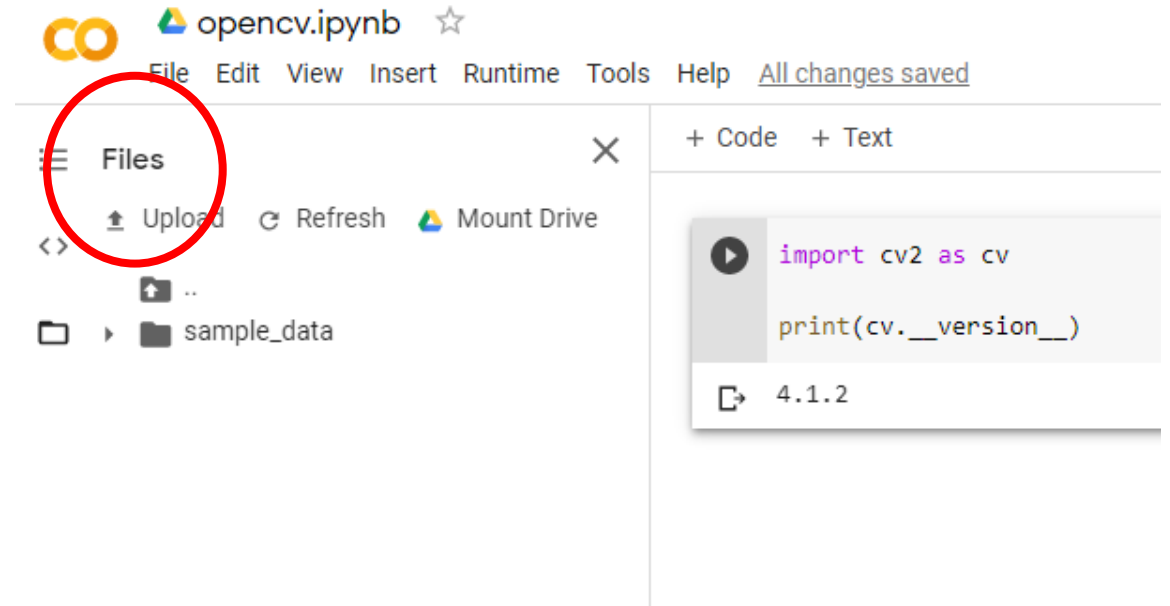 opencv.ipynb
File Edit View Insert Runtime Tools Help All changes saved
Files
+ Code + Text
Upload Refresh Mount Drive
<>
..
sample_data
import cv2 as cv
print(cv.__version__)
4.1.2